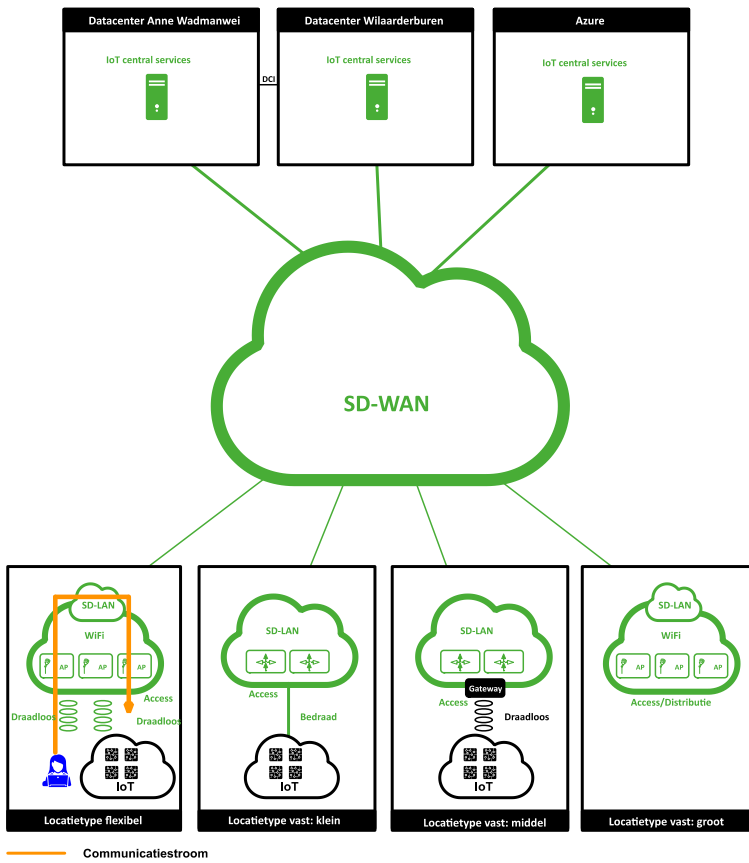 Datacenter Anne Wadmanwei
Datacenter Wilaarderburen
Azure
IoT central services
IoT central services
IoT central services
DCI
SD-WAN
SD-LAN
WiFi
AP
AP
AP
Access
Draadloos
Draadloos
IoT
Locatietype flexibel
SD-LAN
Access
Bedraad
IoT
Locatietype vast: klein
SD-LAN
Gateway
Access
Draadloos
IoT
Locatietype vast: middel
SD-LAN
WiFi
AP
AP
AP
Access/Distributie
Locatietype vast: groot
Communicatiestroom